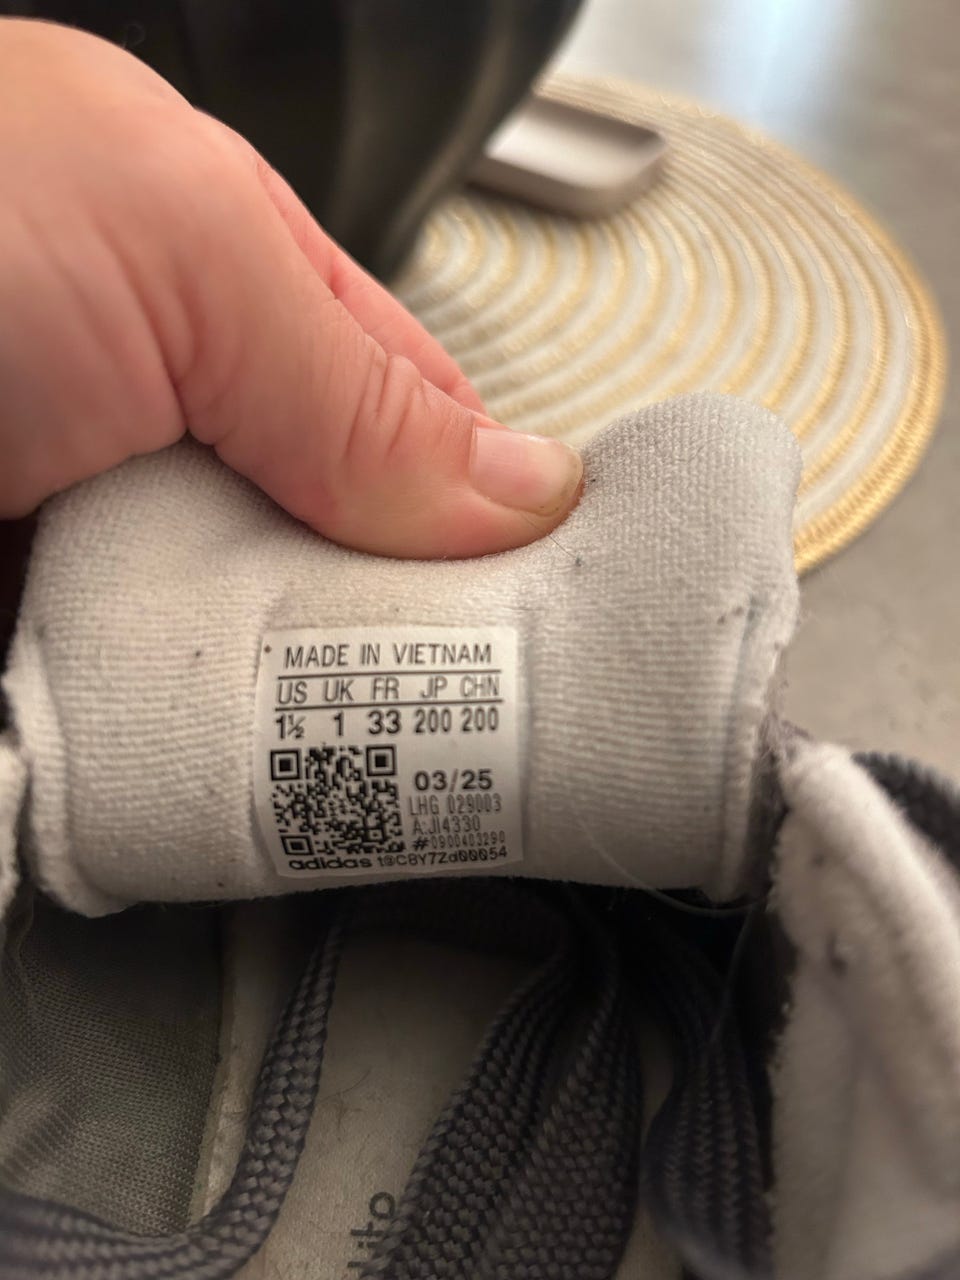 MADE IN VIETNAM
US UK FR JP CHN
1½ 1 33 200 200
03/25
LHG 029003
A:JI4330
#0900403290
adidas t@C8Y7Zd00054